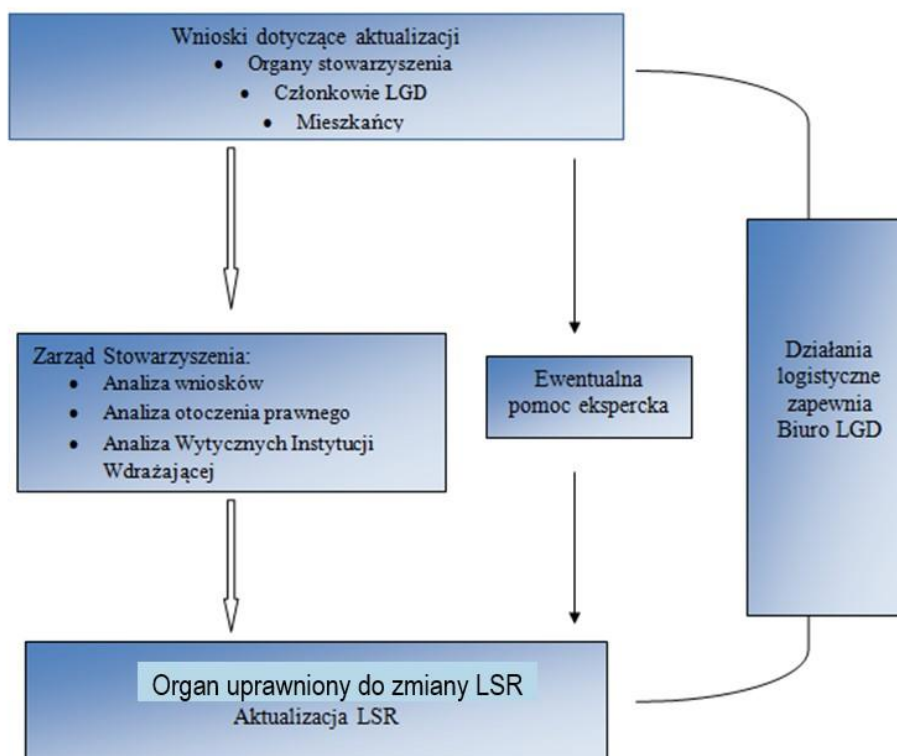 Wnioski dotyczące aktualizacji
• Organy stowarzyszenia
• Członkowie LGD
• Mieszkańcy
Zarząd Stowarzyszenia:
• Analiza wniosków
• Analiza otoczenia prawnego
• Analiza Wytycznych Instytucji
Wdrażającej
Ewentualna
pomoc ekspercka
Działania
logistyczne
zapewnia
Biuro LGD
Organ uprawniony do zmiany LSR
Aktualizacja LSR